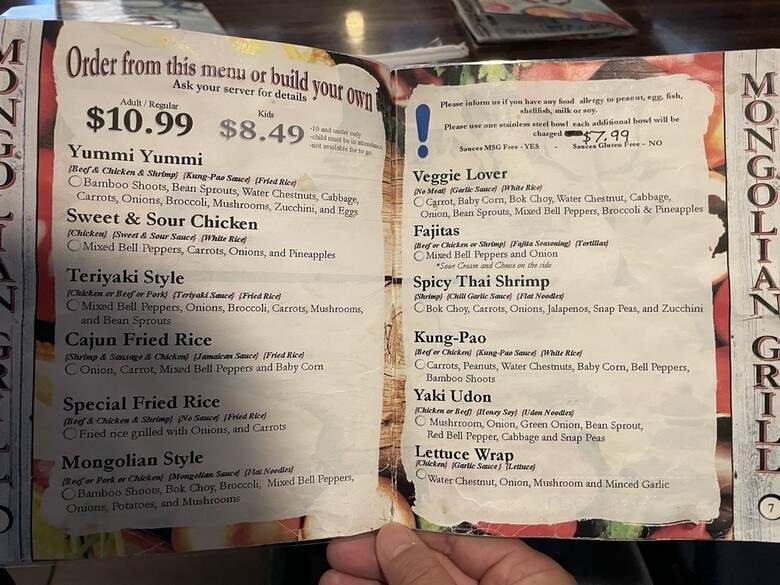 MONGOLIAN GRILL
Order from this menu or build your own
Ask your server for details
Adult / Regular
$10.99
Kids
$8.49
-10 and under only
-child must be in attendance
-not available for to go
Yummi Yummi
{Beef & Chicken & Shrimp} {Kung-Pao Sauce} {Fried Rice}
Bamboo Shoots, Bean Sprouts, Water Chestnuts, Cabbage,
Carrots, Onions, Broccoli, Mushrooms, Zucchini, and Eggs
Sweet & Sour Chicken
{Chicken} {Sweet & Sour Sauce} {White Rice}
Mixed Bell Peppers, Carrots, Onions, and Pineapples
Teriyaki Style
{Chicken or Beef or Pork} {Teriyaki Sauce} {Fried Rice}
Mixed Bell Peppers, Onions, Broccoli, Carrots, Mushrooms,
and Bean Sprouts
Cajun Fried Rice
{Shrimp & Sausage & Chicken} {Jamaican Sauce} {Fried Rice}
Onion, Carrot, Mixed Bell Peppers and Baby Corn
Special Fried Rice
{Beef & Chicken & Shrimp} {No Sauce} {Fried Rice}
Fried rice grilled with Onions, and Carrots
Mongolian Style
{Beef or Pork or Chicken} {Mongolian Sauce} {Flat Noodles}
Bamboo Shoots, Bok Choy, Broccoli, Mixed Bell Peppers,
Onions, Potatoes, and Mushrooms
!
Please inform us if you have any food allergy to peanut, egg, fish,
shellfish, milk or soy.
Please use one stainless steel bowl each additional bowl will be
charged $7.99
Sauces MSG Free - YES - Sauces Gluten Free - NO
Veggie Lover
{No Meat} {Garlic Sauce} {White Rice}
Carrot, Baby Corn, Bok Choy, Water Chestnut, Cabbage,
Onion, Bean Sprouts, Mixed Bell Peppers, Broccoli & Pineapples
Fajitas
{Beef or Chicken or Shrimp} {Fajita Seasoning} {Tortillas}
Mixed Bell Peppers and Onion
*Sour Cream and Cheese on the side
Spicy Thai Shrimp
{Shrimp} {Chili Garlic Sauce} {Flat Noodles}
Bok Choy, Carrots, Onions, Jalapenos, Snap Peas, and Zucchini
Kung-Pao
{Beef or Chicken} {Kung-Pao Sauce} {White Rice}
Carrots, Peanuts, Water Chestnuts, Baby Corn, Bell Peppers,
Bamboo Shoots
Yaki Udon
{Chicken or Beef} {Honey Soy} {Udon Noodles}
Mushrroom, Onion, Green Onion, Bean Sprout,
Red Bell Pepper, Cabbage and Snap Peas
Lettuce Wrap
{Chicken} {Garlic Sauce} {Lettuce}
Water Chestnut, Onion, Mushroom and Minced Garlic
MONGOLIAN GRILL
7